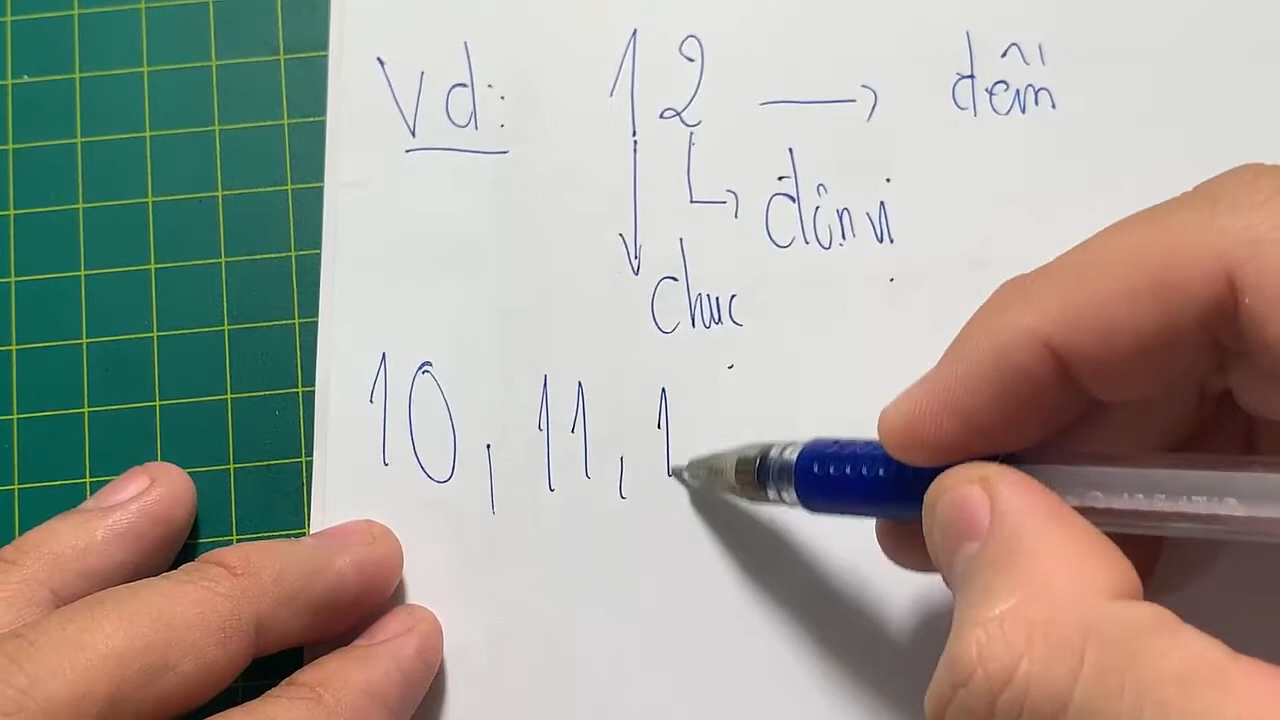 Vd: 12 → đếm
đơn vị
chục
10, 11, 1